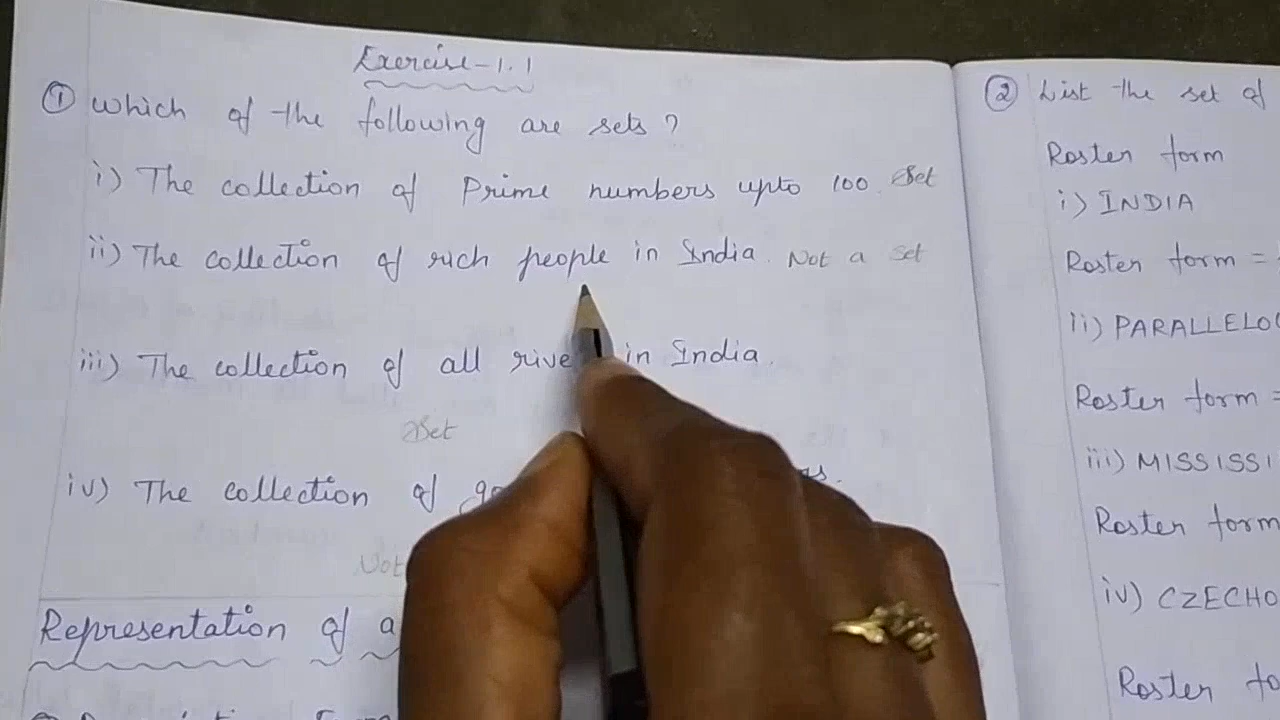 Exercise-1.1
① Which of the following are sets?
i) The collection of Prime numbers upto 100. Set
ii) The collection of rich people in India. Not a set
iii) The collection of all in India.
Set
iv) The collection of
Not
Representation of a
② List the set of
Roster form
i) INDIA
Roster form =
ii) PARALLELO
Roster form =
iii) MISSISSI
Roster form
iv) CZECHO
Roster